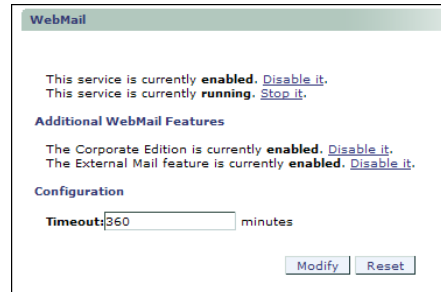 WebMail
This service is currently enabled. Disable it.
This service is currently running. Stop it.
Additional WebMail Features
The Corporate Edition is currently enabled. Disable it.
The External Mail feature is currently enabled. Disable it.
Configuration
Timeout:360 minutes
Modify Reset